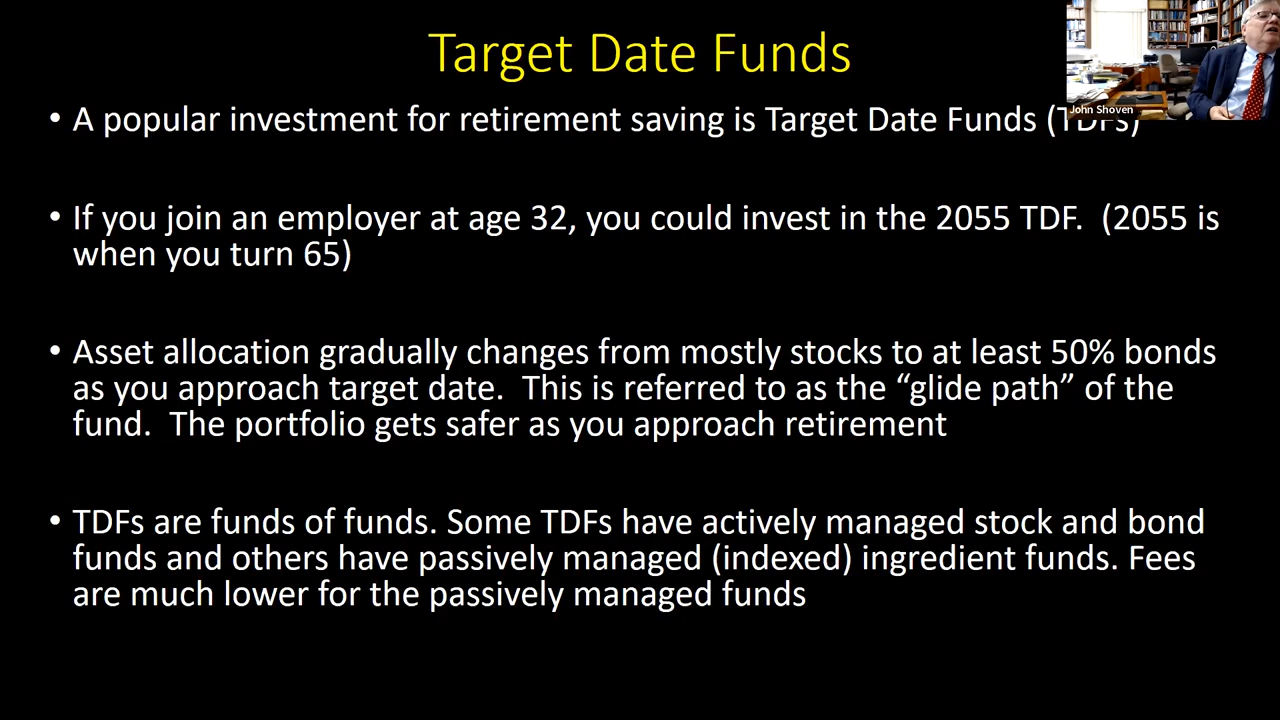 Target Date Funds
John Shoven
• A popular investment for retirement saving is Target Date Funds (TDFs)
• If you join an employer at age 32, you could invest in the 2055 TDF.  (2055 is
when you turn 65)
• Asset allocation gradually changes from mostly stocks to at least 50% bonds
as you approach target date.  This is referred to as the “glide path” of the
fund.  The portfolio gets safer as you approach retirement
• TDFs are funds of funds. Some TDFs have actively managed stock and bond
funds and others have passively managed (indexed) ingredient funds. Fees
are much lower for the passively managed funds